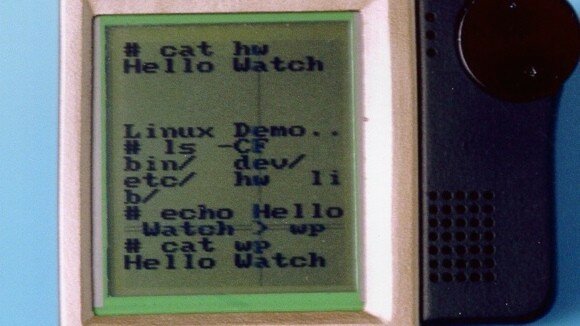 # cat hw
Hello Watch
Linux Demo..
# ls -CF
bin/ dev/
etc/ hw li
b/
# echo Hello
Watch > wp
# cat wp
Hello Watch